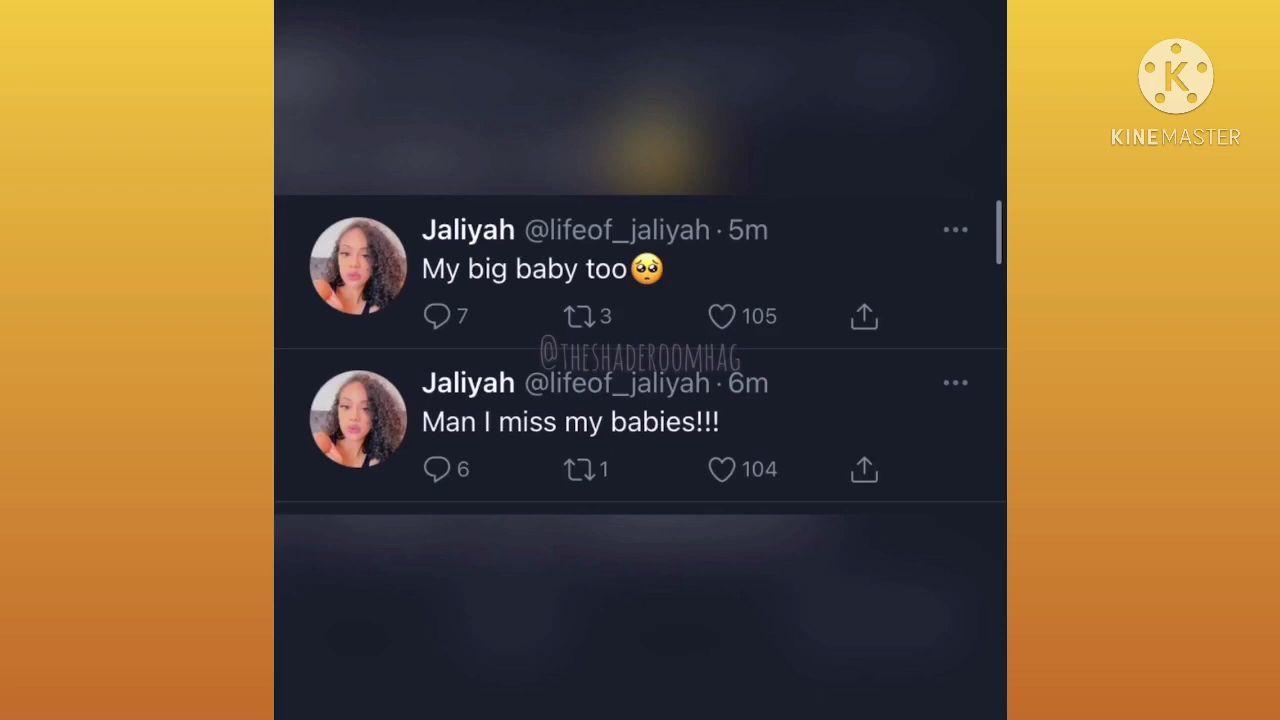 K
KINEMASTER
Jaliyah @lifeof_jaliyah · 5m
My big baby too🥺
7 3 105
@THESHADEROOMHAG
Jaliyah @lifeof_jaliyah · 6m
Man I miss my babies!!!
6 1 104